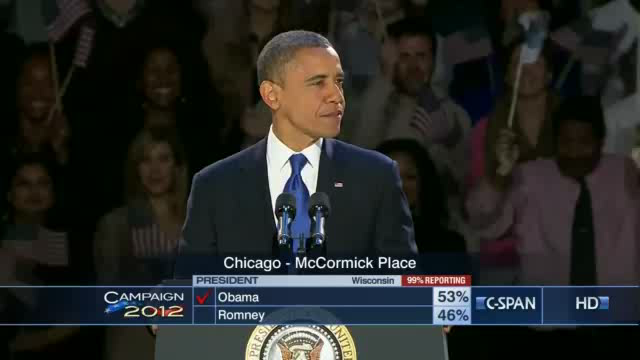 Chicago - McCormick Place
PRESIDENT Wisconsin 99% REPORTING
CAMPAIGN 2012
Obama 53%
Romney 46%
C-SPAN HD